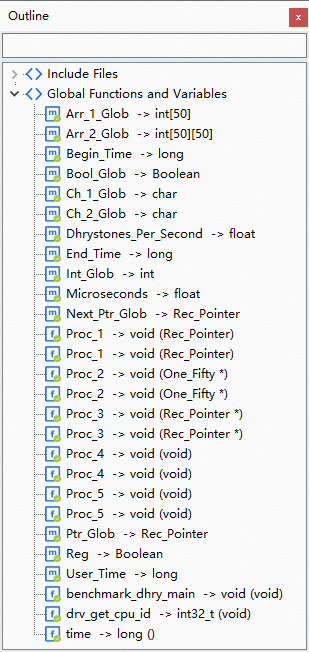 Outline
Include Files
Global Functions and Variables
Arr_1_Glob -> int[50]
Arr_2_Glob -> int[50][50]
Begin_Time -> long
Bool_Glob -> Boolean
Ch_1_Glob -> char
Ch_2_Glob -> char
Dhrystones_Per_Second -> float
End_Time -> long
Int_Glob -> int
Microseconds -> float
Next_Ptr_Glob -> Rec_Pointer
Proc_1 -> void (Rec_Pointer)
Proc_1 -> void (Rec_Pointer)
Proc_2 -> void (One_Fifty *)
Proc_2 -> void (One_Fifty *)
Proc_3 -> void (Rec_Pointer *)
Proc_3 -> void (Rec_Pointer *)
Proc_4 -> void (void)
Proc_4 -> void (void)
Proc_5 -> void (void)
Proc_5 -> void (void)
Ptr_Glob -> Rec_Pointer
Reg -> Boolean
User_Time -> long
benchmark_dhry_main -> void (void)
drv_get_cpu_id -> int32_t (void)
time -> long ()